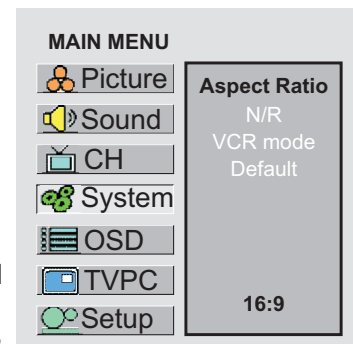 MAIN MENU
Picture
Sound
CH
System
OSD
TVPC
Setup
Aspect Ratio
N/R
VCR mode
Default
16:9